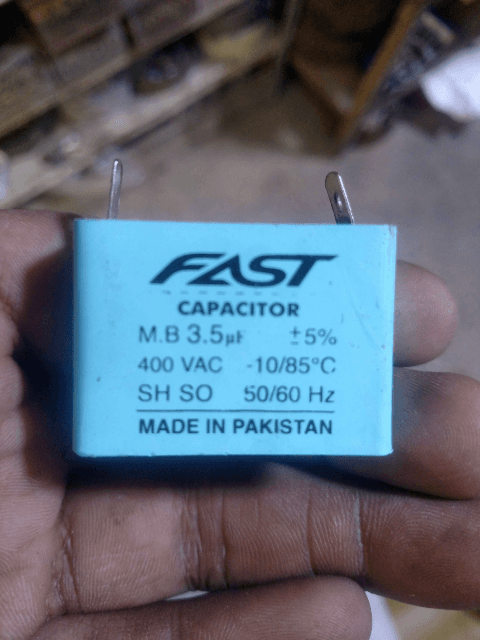 FAST
CAPACITOR
M.B 3.5µF ±5%
400 VAC -10/85°C
SH SO 50/60 Hz
MADE IN PAKISTAN